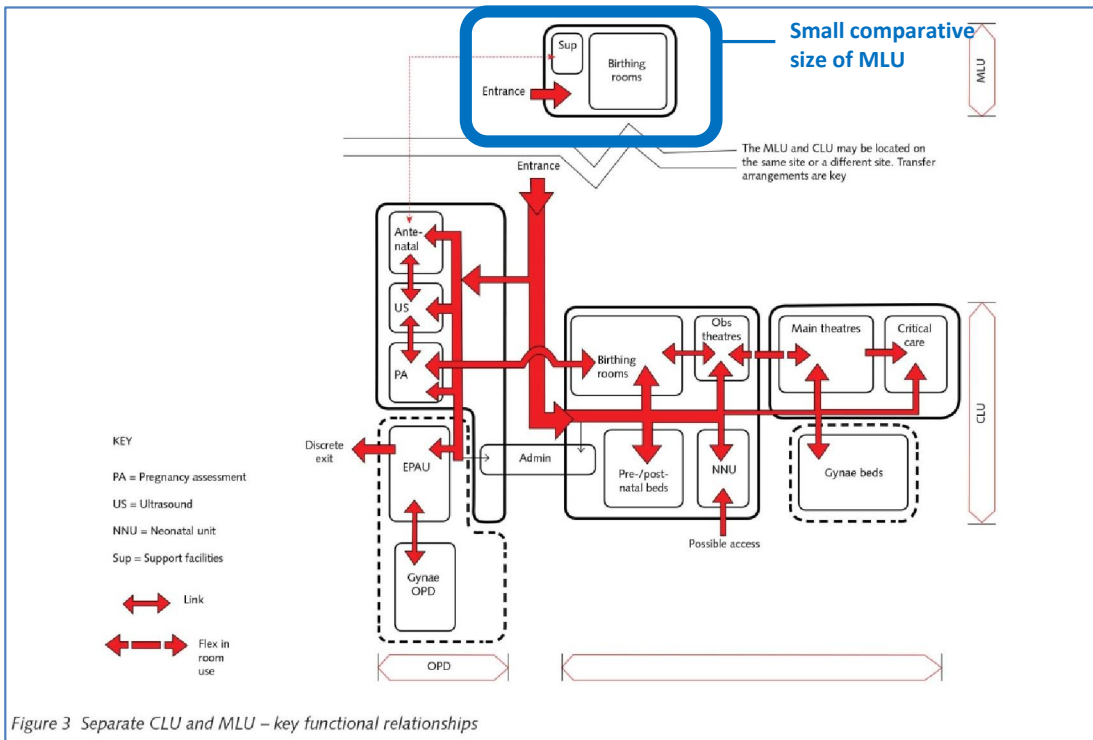 Small comparative
size of MLU
Sup
Birthing
rooms
Entrance
MLU
The MLU and CLU may be located on
the same site or a different site. Transfer
arrangements are key
Entrance
Ante-
natal
US
PA
Birthing
rooms
Obs
theatres
Main theatres
Critical
care
CLU
Discrete
exit
EPAU
Admin
Pre-/post-
natal beds
NNU
Gynae beds
Possible access
Gynae
OPD
KEY
PA = Pregnancy assessment
US = Ultrasound
NNU = Neonatal unit
Sup = Support facilities
Link
Flex in
room
use
OPD
Figure 3 Separate CLU and MLU – key functional relationships